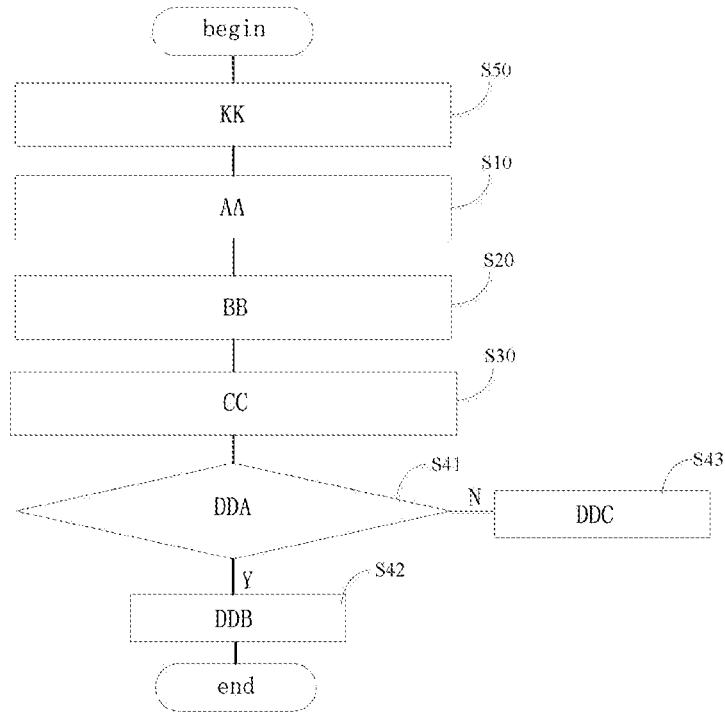 begin
S50
KK
S10
AA
S20
BB
S30
CC
S41
DDA
N
S43
DDC
Y
S42
DDB
end